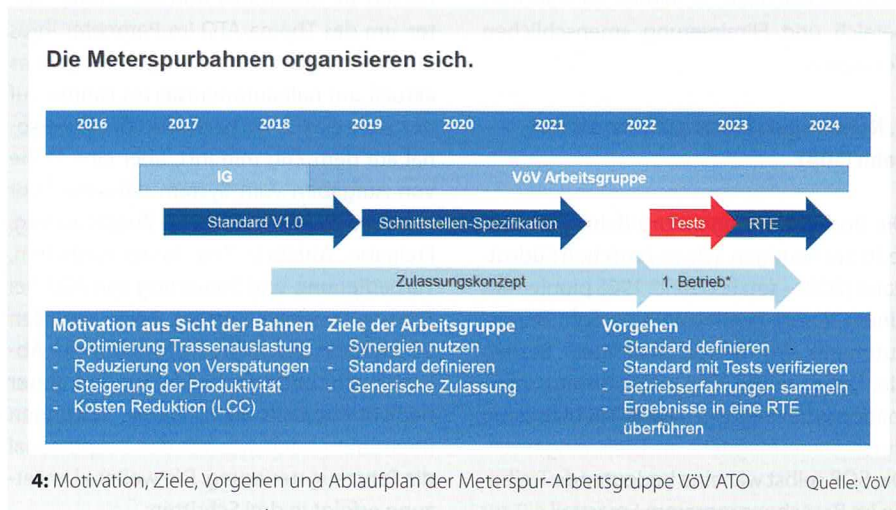 Die Meterspurbahnen organisieren sich.
2016 2017 2018 2019 2020 2021 2022 2023 2024
IG VöV Arbeitsgruppe
Standard V1.0 Schnittstellen-Spezifikation Tests RTE
Zulassungskonzept 1. Betrieb*
Motivation aus Sicht der Bahnen
- Optimierung Trassenauslastung
- Reduzierung von Verspätungen
- Steigerung der Produktivität
- Kosten Reduktion (LCC)
Ziele der Arbeitsgruppe
- Synergien nutzen
- Standard definieren
- Generische Zulassung
Vorgehen
- Standard definieren
- Standard mit Tests verifizieren
- Betriebserfahrungen sammeln
- Ergebnisse in eine RTE
überführen
4: Motivation, Ziele, Vorgehen und Ablaufplan der Meterspur-Arbeitsgruppe VöV ATO Quelle: VöV